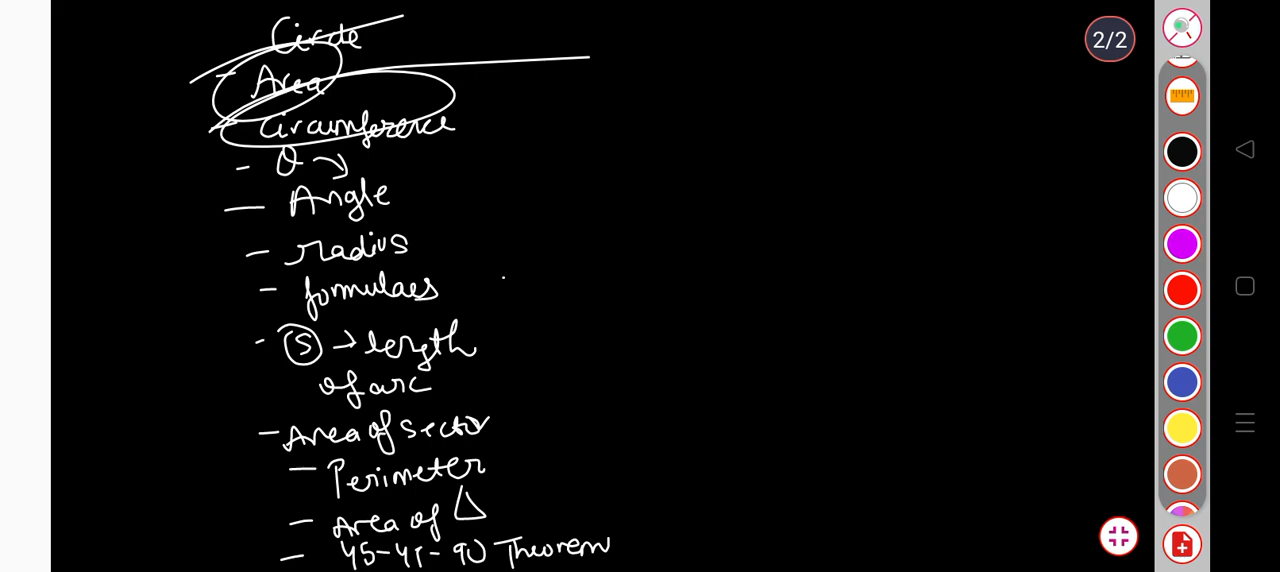 Circle
2/2
- Area
- Circumference
- θ →
- Angle
- radius
- formulaes
- S → length
of arc
- Area of sector
- Perimeter
- Area of △
- 45-45-90 Theorem